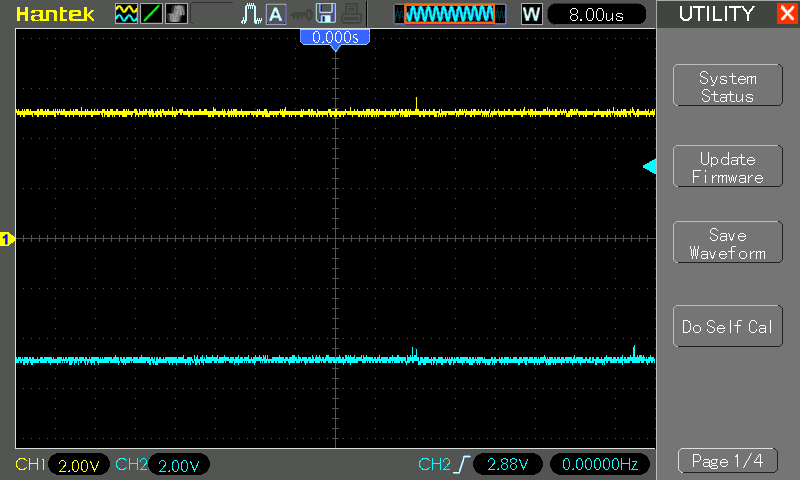 Hantek
A
W
8.00us
UTILITY
0.000s
System
Status
Update
Firmware
1
Save
Waveform
Do Self Cal
CH1 2.00V CH2 2.00V CH2 2.88V 0.00000Hz
Page 1/4